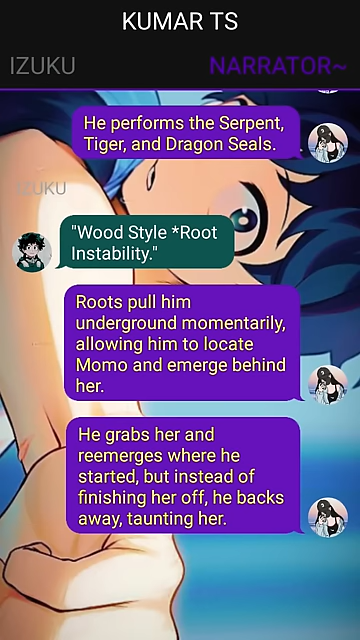 KUMAR TS
IZUKU
NARRATOR~
He performs the Serpent,
Tiger, and Dragon Seals.
IZUKU
"Wood Style *Root
Instability."
Roots pull him
underground momentarily,
allowing him to locate
Momo and emerge behind
her.
He grabs her and
reemerges where he
started, but instead of
finishing her off, he backs
away, taunting her.